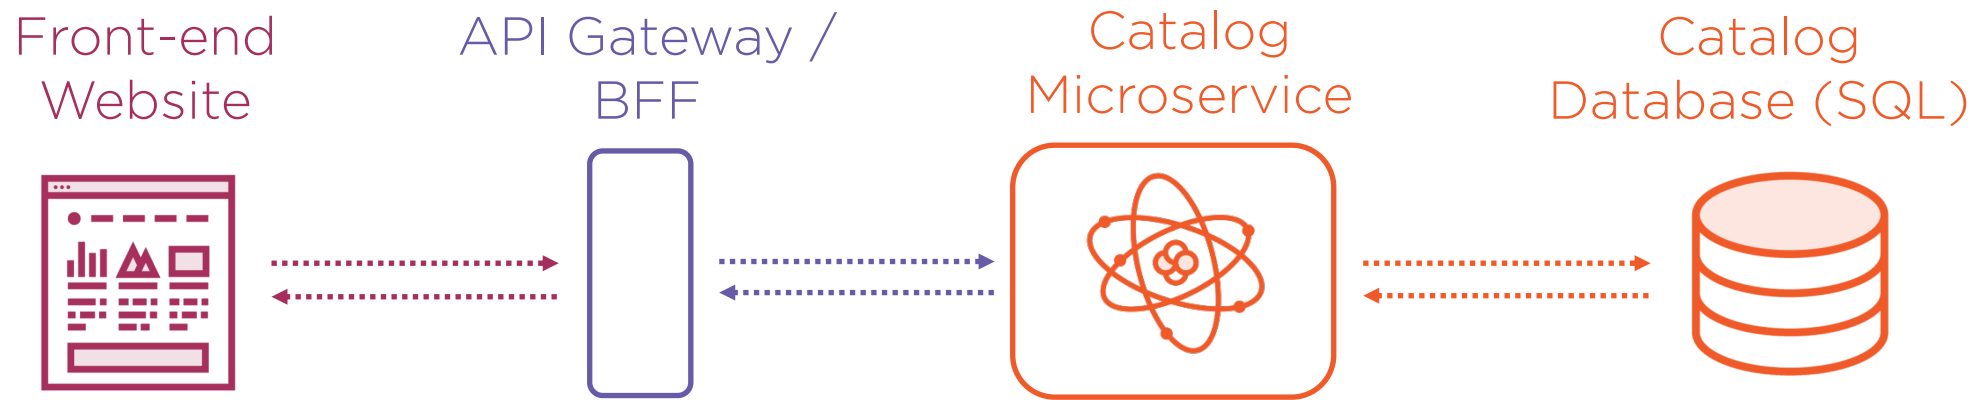 Front-end
Website
API Gateway /
BFF
Catalog
Microservice
Catalog
Database (SQL)